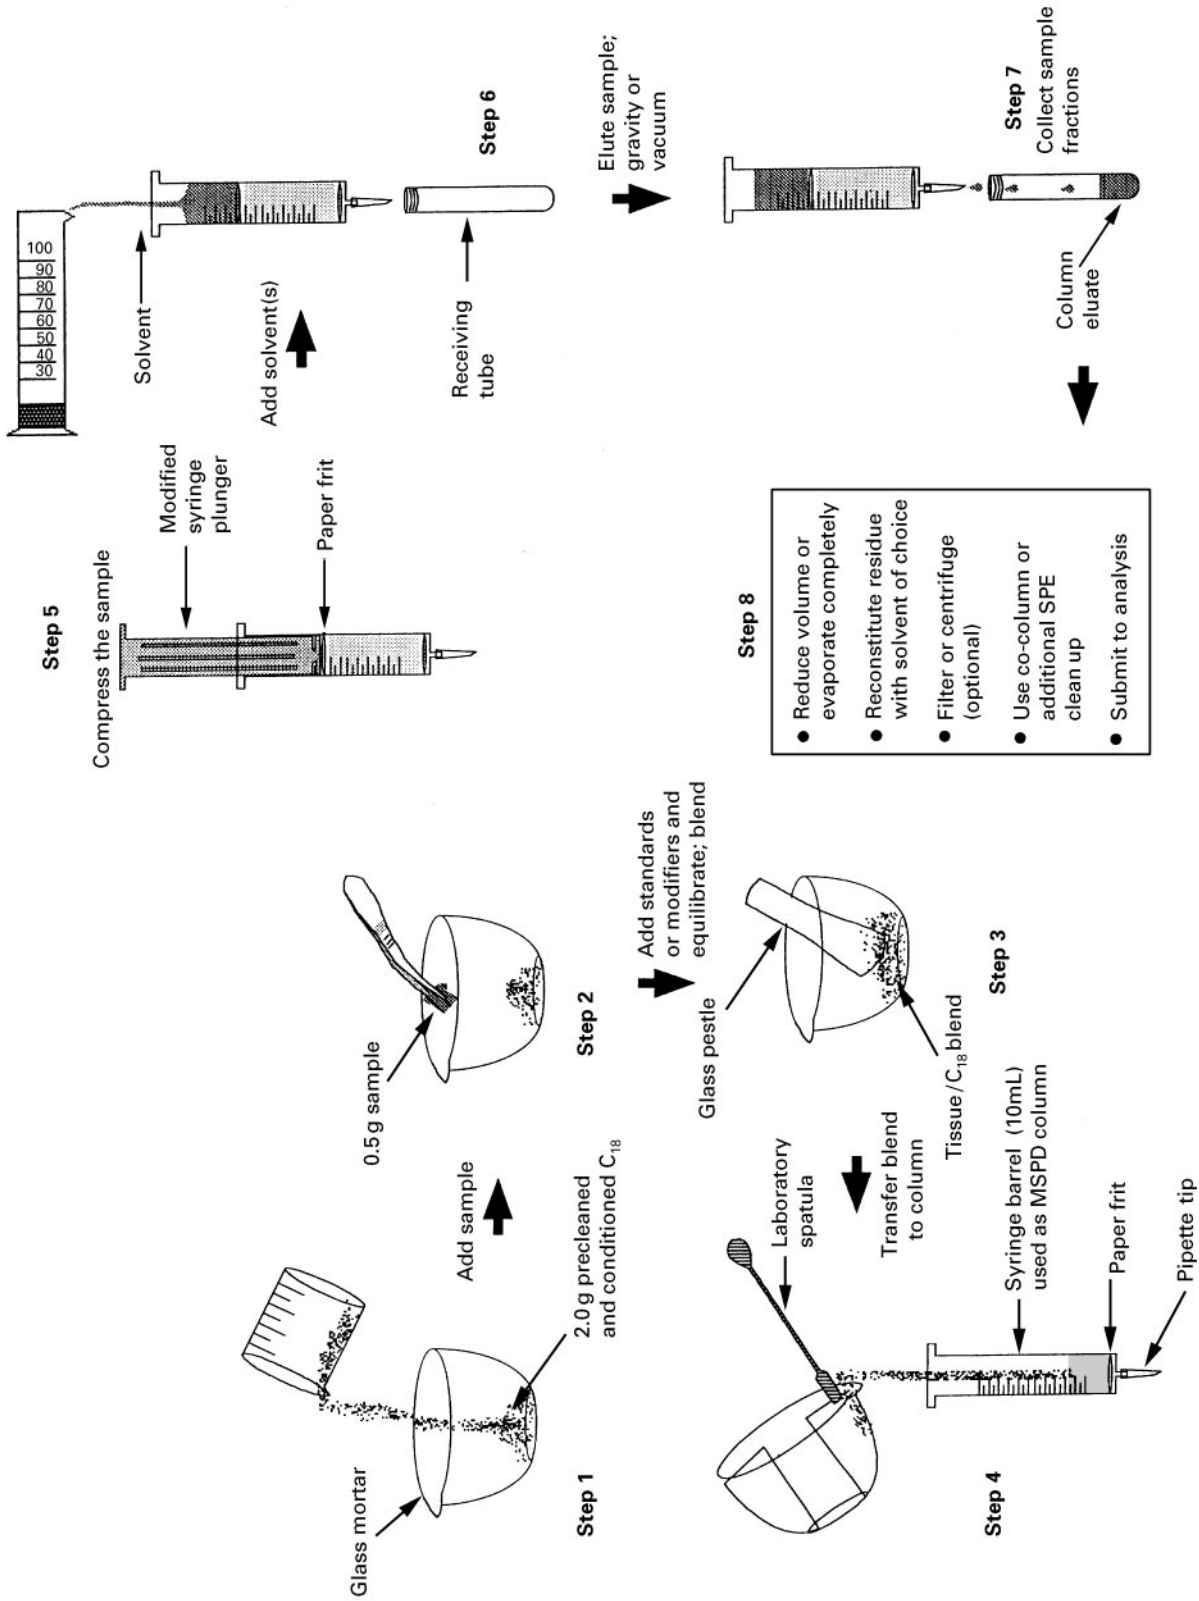 Glass mortar
2.0 g precleaned
and conditioned C18
Step 1
Add sample
0.5 g sample
Step 2
Add standards
or modifiers and
equilibrate; blend
Glass pestle
Tissue/C18 blend
Step 3
Transfer blend
to column
Laboratory
spatula
Syringe barrel (10mL)
used as MSPD column
Paper frit
Pipette tip
Step 4
Step 5
Compress the sample
Modified
syringe
plunger
Paper frit
Add solvent(s)
100
90
80
70
60
50
40
30
Solvent
Receiving
tube
Step 6
Elute sample;
gravity or
vacuum
Step 7
Collect sample
fractions
Column
eluate
Step 8
● Reduce volume or
evaporate completely
● Reconstitute residue
with solvent of choice
● Filter or centrifuge
(optional)
● Use co-column or
additional SPE
clean up
● Submit to analysis